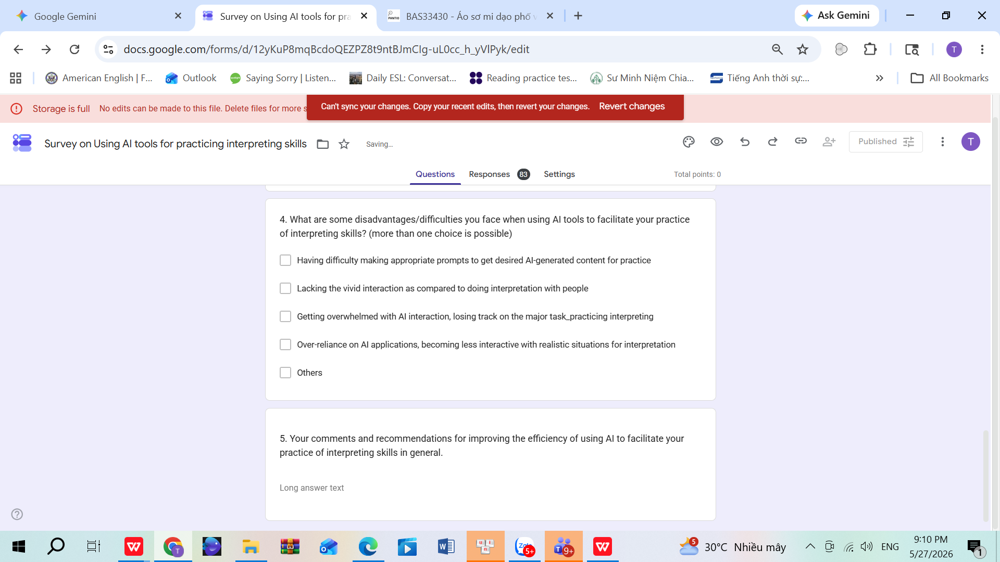 Google Gemini
Survey on Using AI tools for pra
PANTIO
BAS33430 - Áo sơ mi dạo phố v
Ask Gemini
docs.google.com/forms/d/12yKuP8mqBcdoQEZPZ8t9ntBJmCIg-uL0cc_h_yVlPyk/edit
T
American English | F...
Outlook
Saying Sorry | Listen...
Daily ESL: Conversat...
Reading practice tes...
Sư Minh Niệm Chia...
Tiếng Anh thời sự:...
All Bookmarks
Storage is full
No edits can be made to this file. Delete files for more s
Can't sync your changes. Copy your recent edits, then revert your changes.
Revert changes
Survey on Using AI tools for practicing interpreting skills
Saving...
Published
T
Questions
Responses
83
Settings
Total points: 0
4. What are some disadvantages/difficulties you face when using AI tools to facilitate your practice
of interpreting skills? (more than one choice is possible)
Having difficulty making appropriate prompts to get desired AI-generated content for practice
Lacking the vivid interaction as compared to doing interpretation with people
Getting overwhelmed with AI interaction, losing track on the major task_practicing interpreting
Over-reliance on AI applications, becoming less interactive with realistic situations for interpretation
Others
5. Your comments and recommendations for improving the efficiency of using AI to facilitate your
practice of interpreting skills in general.
Long answer text
T
Zalo
5+
T
9+
5
30°C Nhiều mây
ENG
9:10 PM
5/27/2026
1